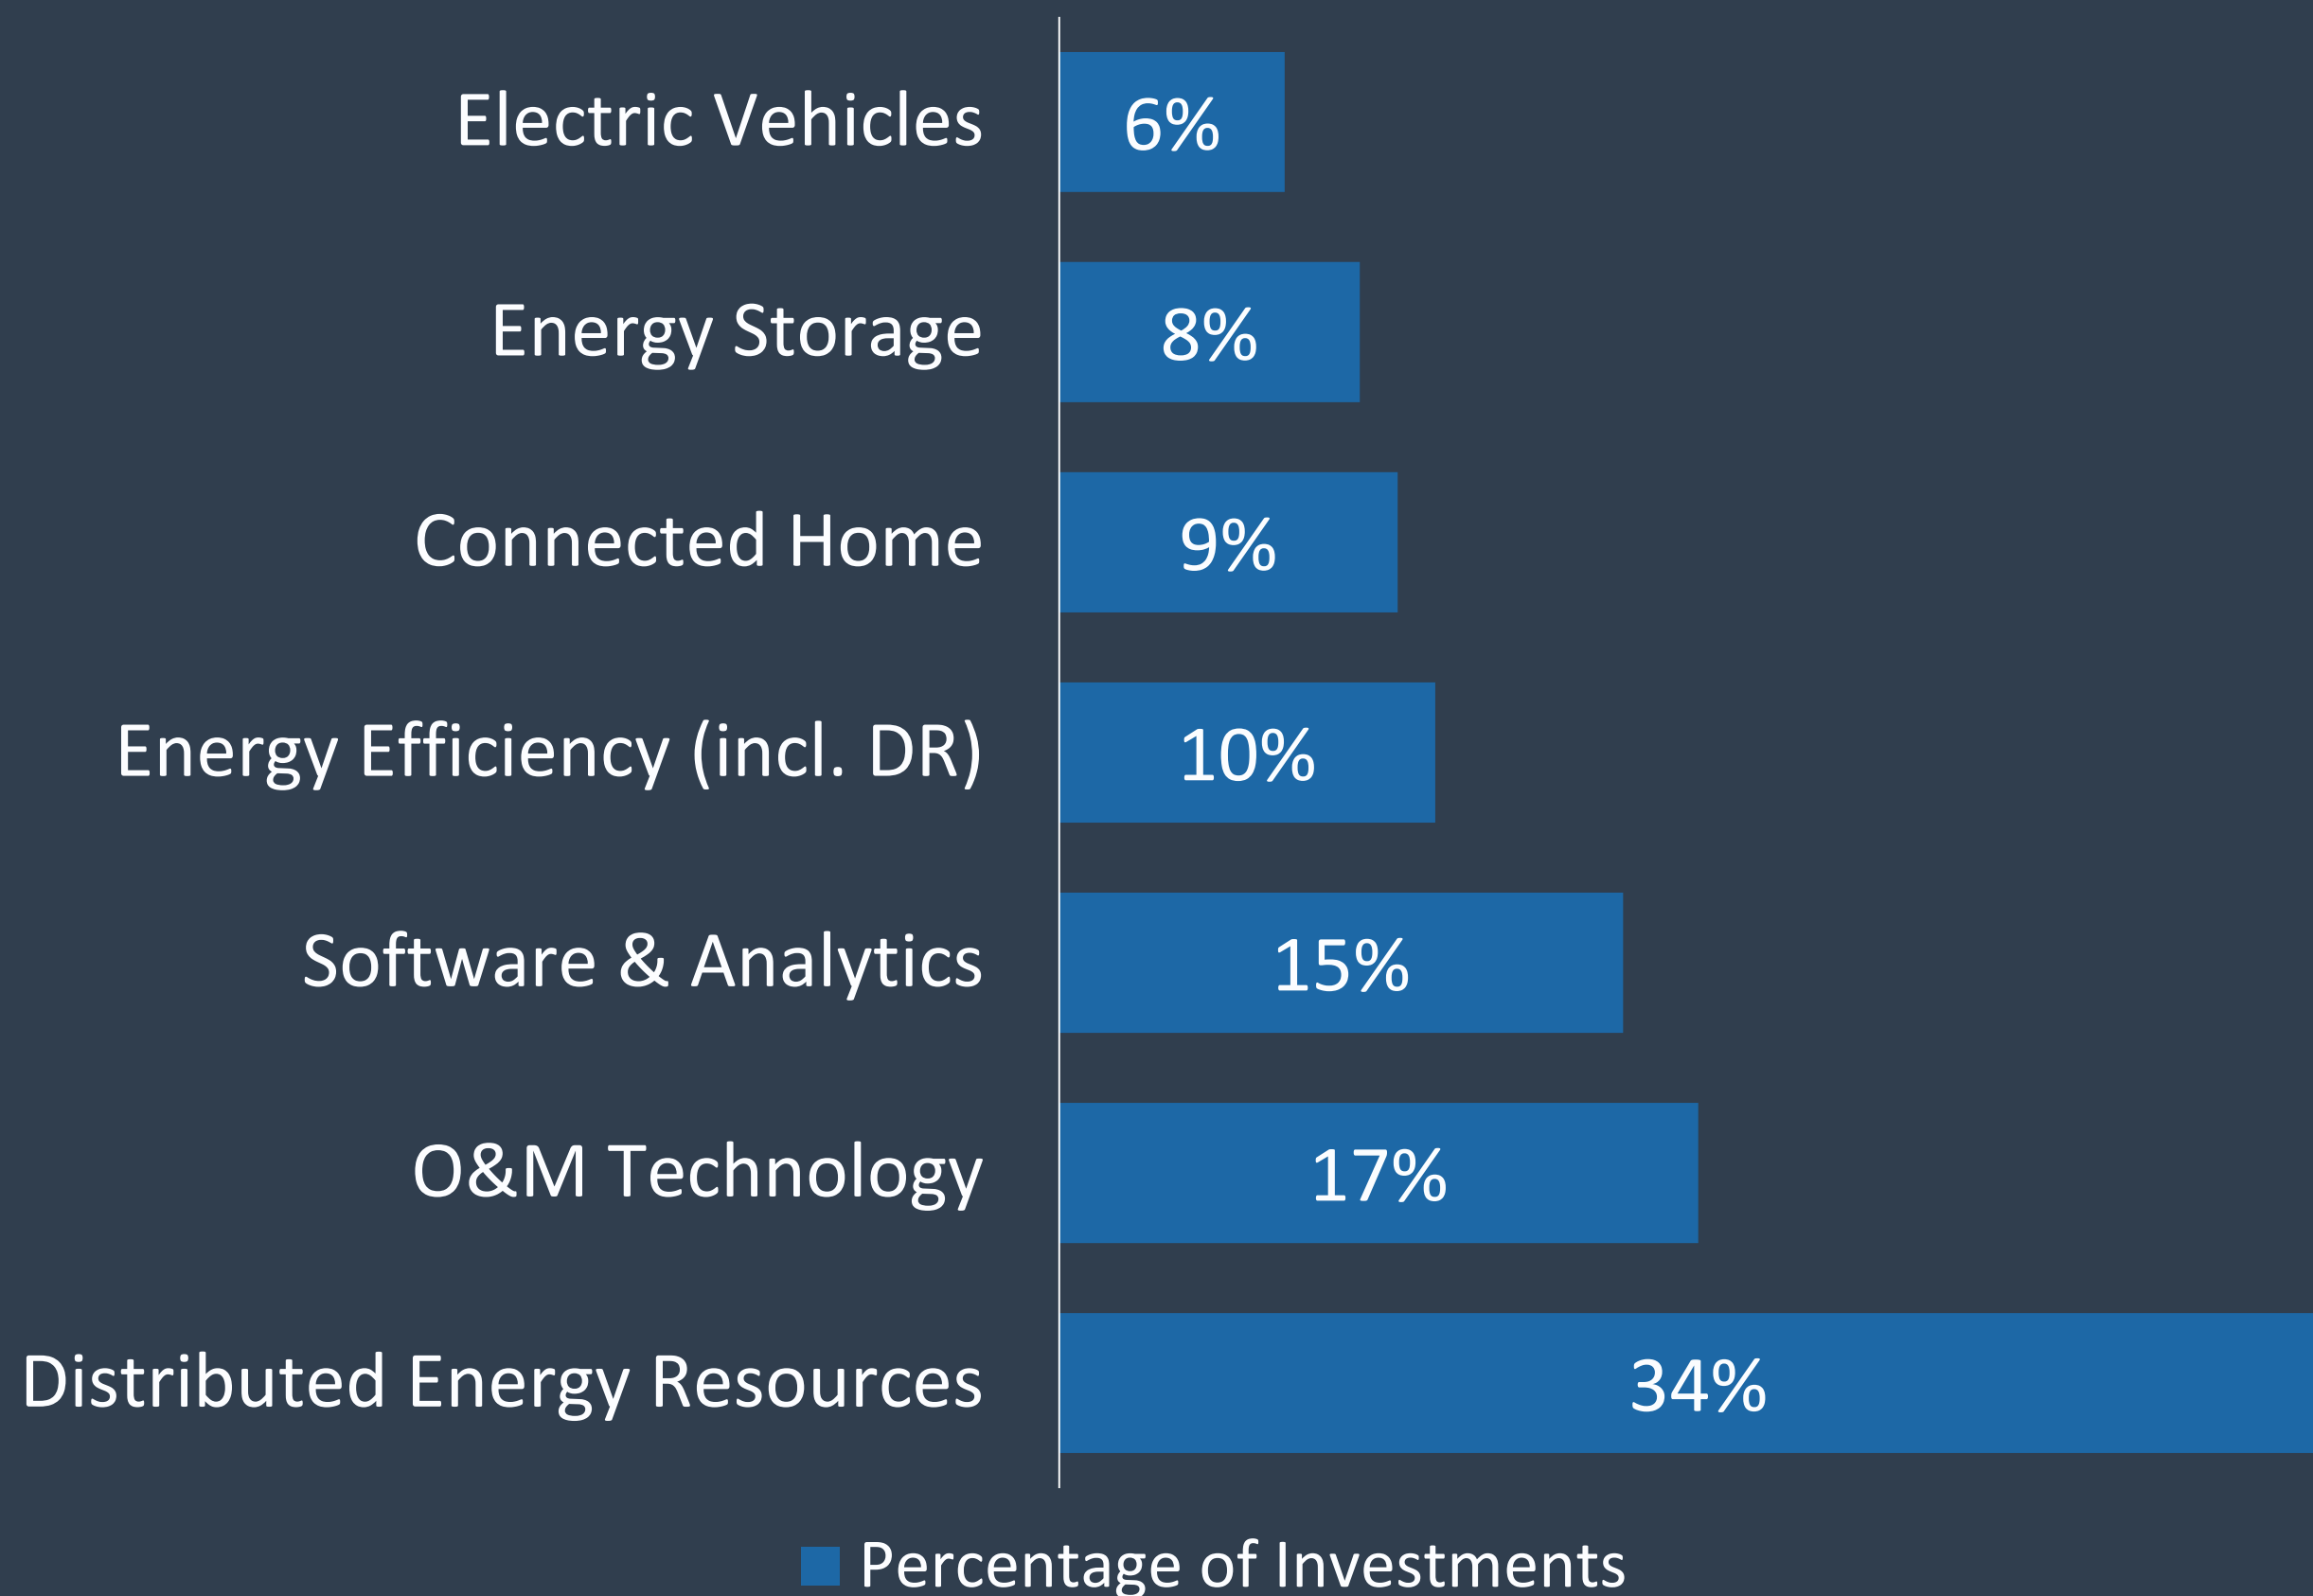 Electric Vehicles 6%
Energy Storage 8%
Connected Home 9%
Energy Efficiency (incl. DR) 10%
Software & Analytics 15%
O&M Technology 17%
Distributed Energy Resources 34%
Percentage of Investments